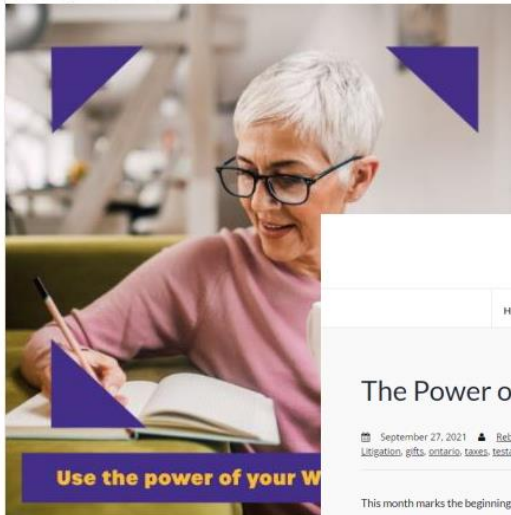 Use the power of your
The Power
September 27, 2021
Litigation, gifts, ontario, taxes,
This month marks the beginning